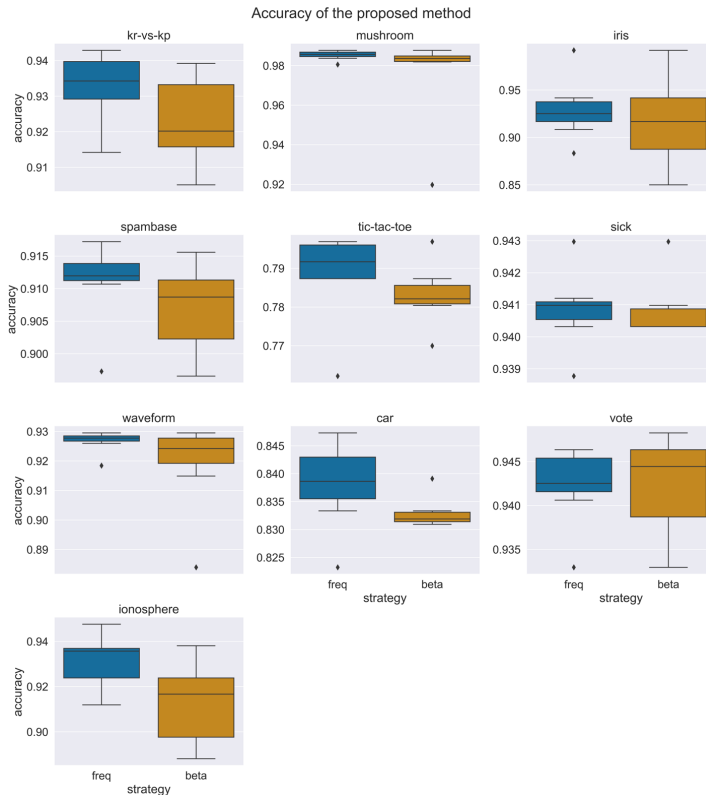 Accuracy of the proposed method
kr-vs-kp
mushroom
iris
0.94
0.93
0.92
0.91
accuracy
0.98
0.96
0.94
0.92
0.95
0.90
0.85
spambase
tic-tac-toe
sick
0.915
0.910
0.905
0.900
accuracy
0.79
0.78
0.77
0.943
0.942
0.941
0.940
0.939
waveform
car
vote
0.93
0.92
0.91
0.90
0.89
accuracy
0.845
0.840
0.835
0.830
0.825
0.945
0.940
0.935
freq
beta
strategy
freq
beta
strategy
ionosphere
0.94
0.92
0.90
accuracy
freq
beta
strategy